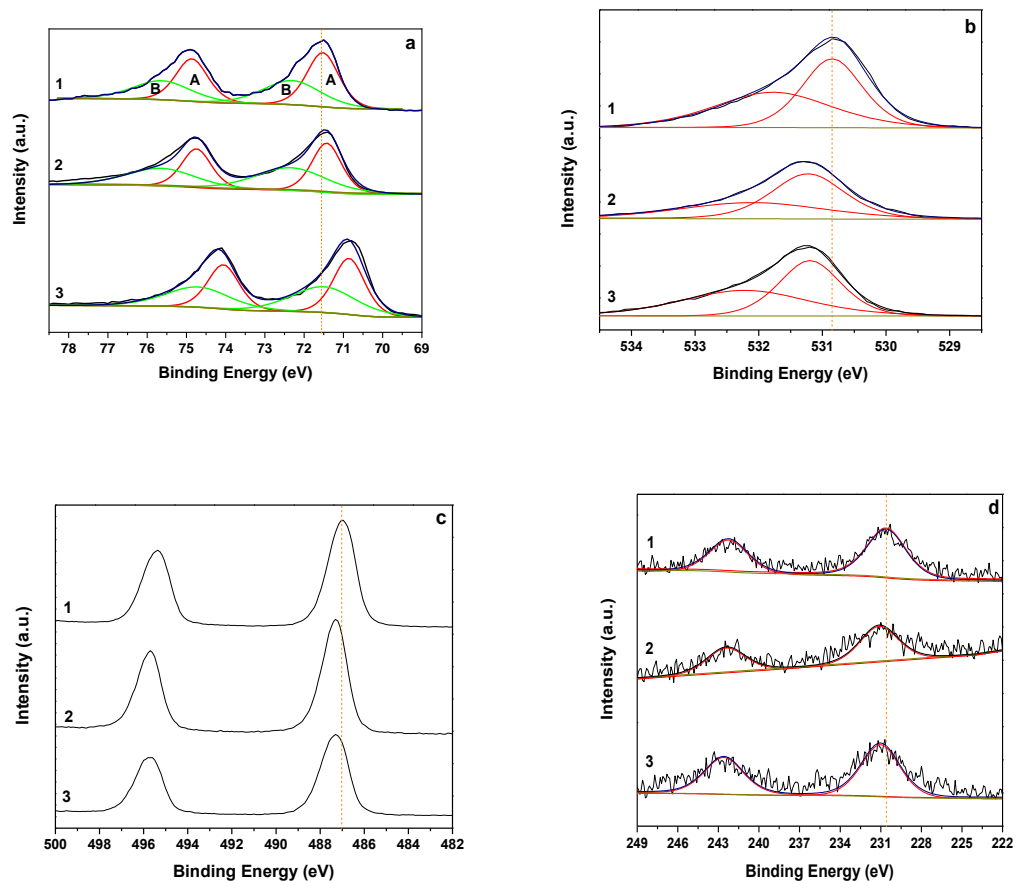 a
1
B
A
B
A
2
3
Intensity (a.u.)
78 77 76 75 74 73 72 71 70 69
Binding Energy (eV)
b
1
2
3
Intensity (a.u.)
534 533 532 531 530 529
Binding Energy (eV)
c
1
2
3
Intensity (a.u.)
500 498 496 494 492 490 488 486 484 482
Binding Energy (eV)
d
1
2
3
Intensity (a.u.)
249 246 243 240 237 234 231 228 225 222
Binding Energy (eV)